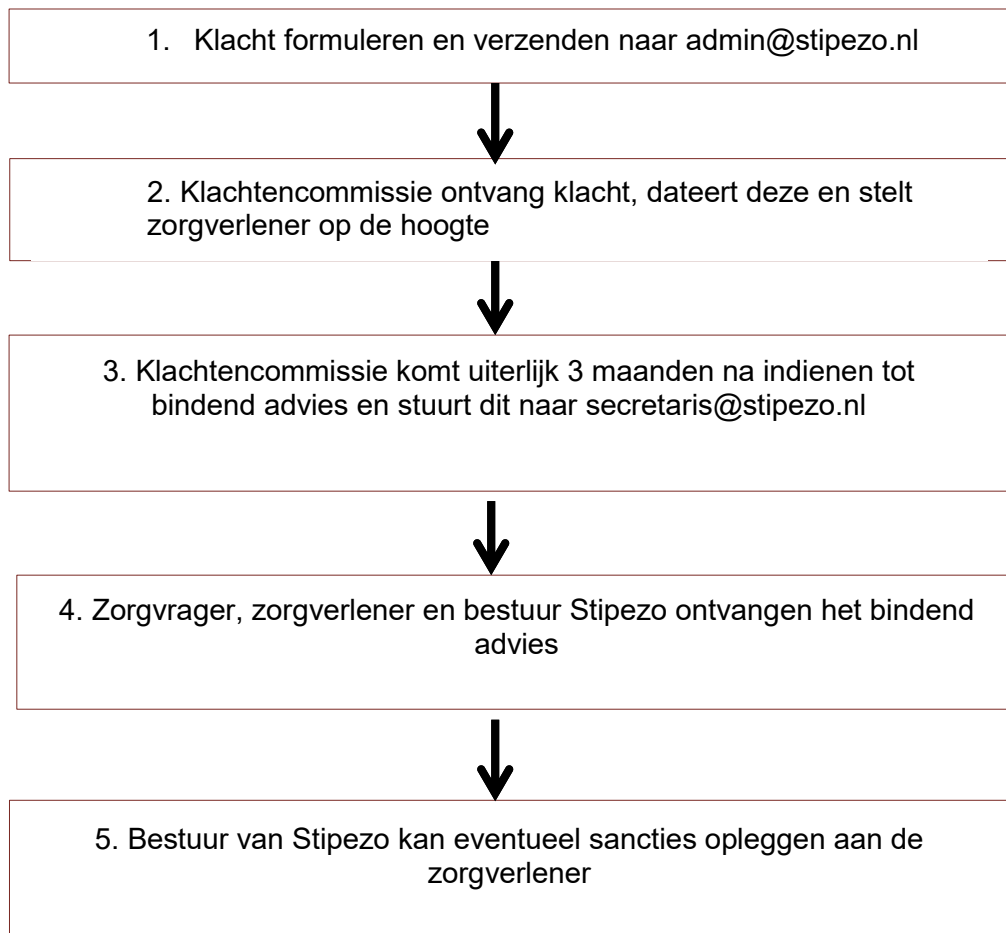 1. Klacht formuleren en verzenden naar admin@stipezo.nl
2. Klachtencommissie ontvang klacht, dateert deze en stelt
zorgverlener op de hoogte
3. Klachtencommissie komt uiterlijk 3 maanden na indienen tot
bindend advies en stuurt dit naar secretaris@stipezo.nl
4. Zorgvrager, zorgverlener en bestuur Stipezo ontvangen het bindend
advies
5. Bestuur van Stipezo kan eventueel sancties opleggen aan de
zorgverlener